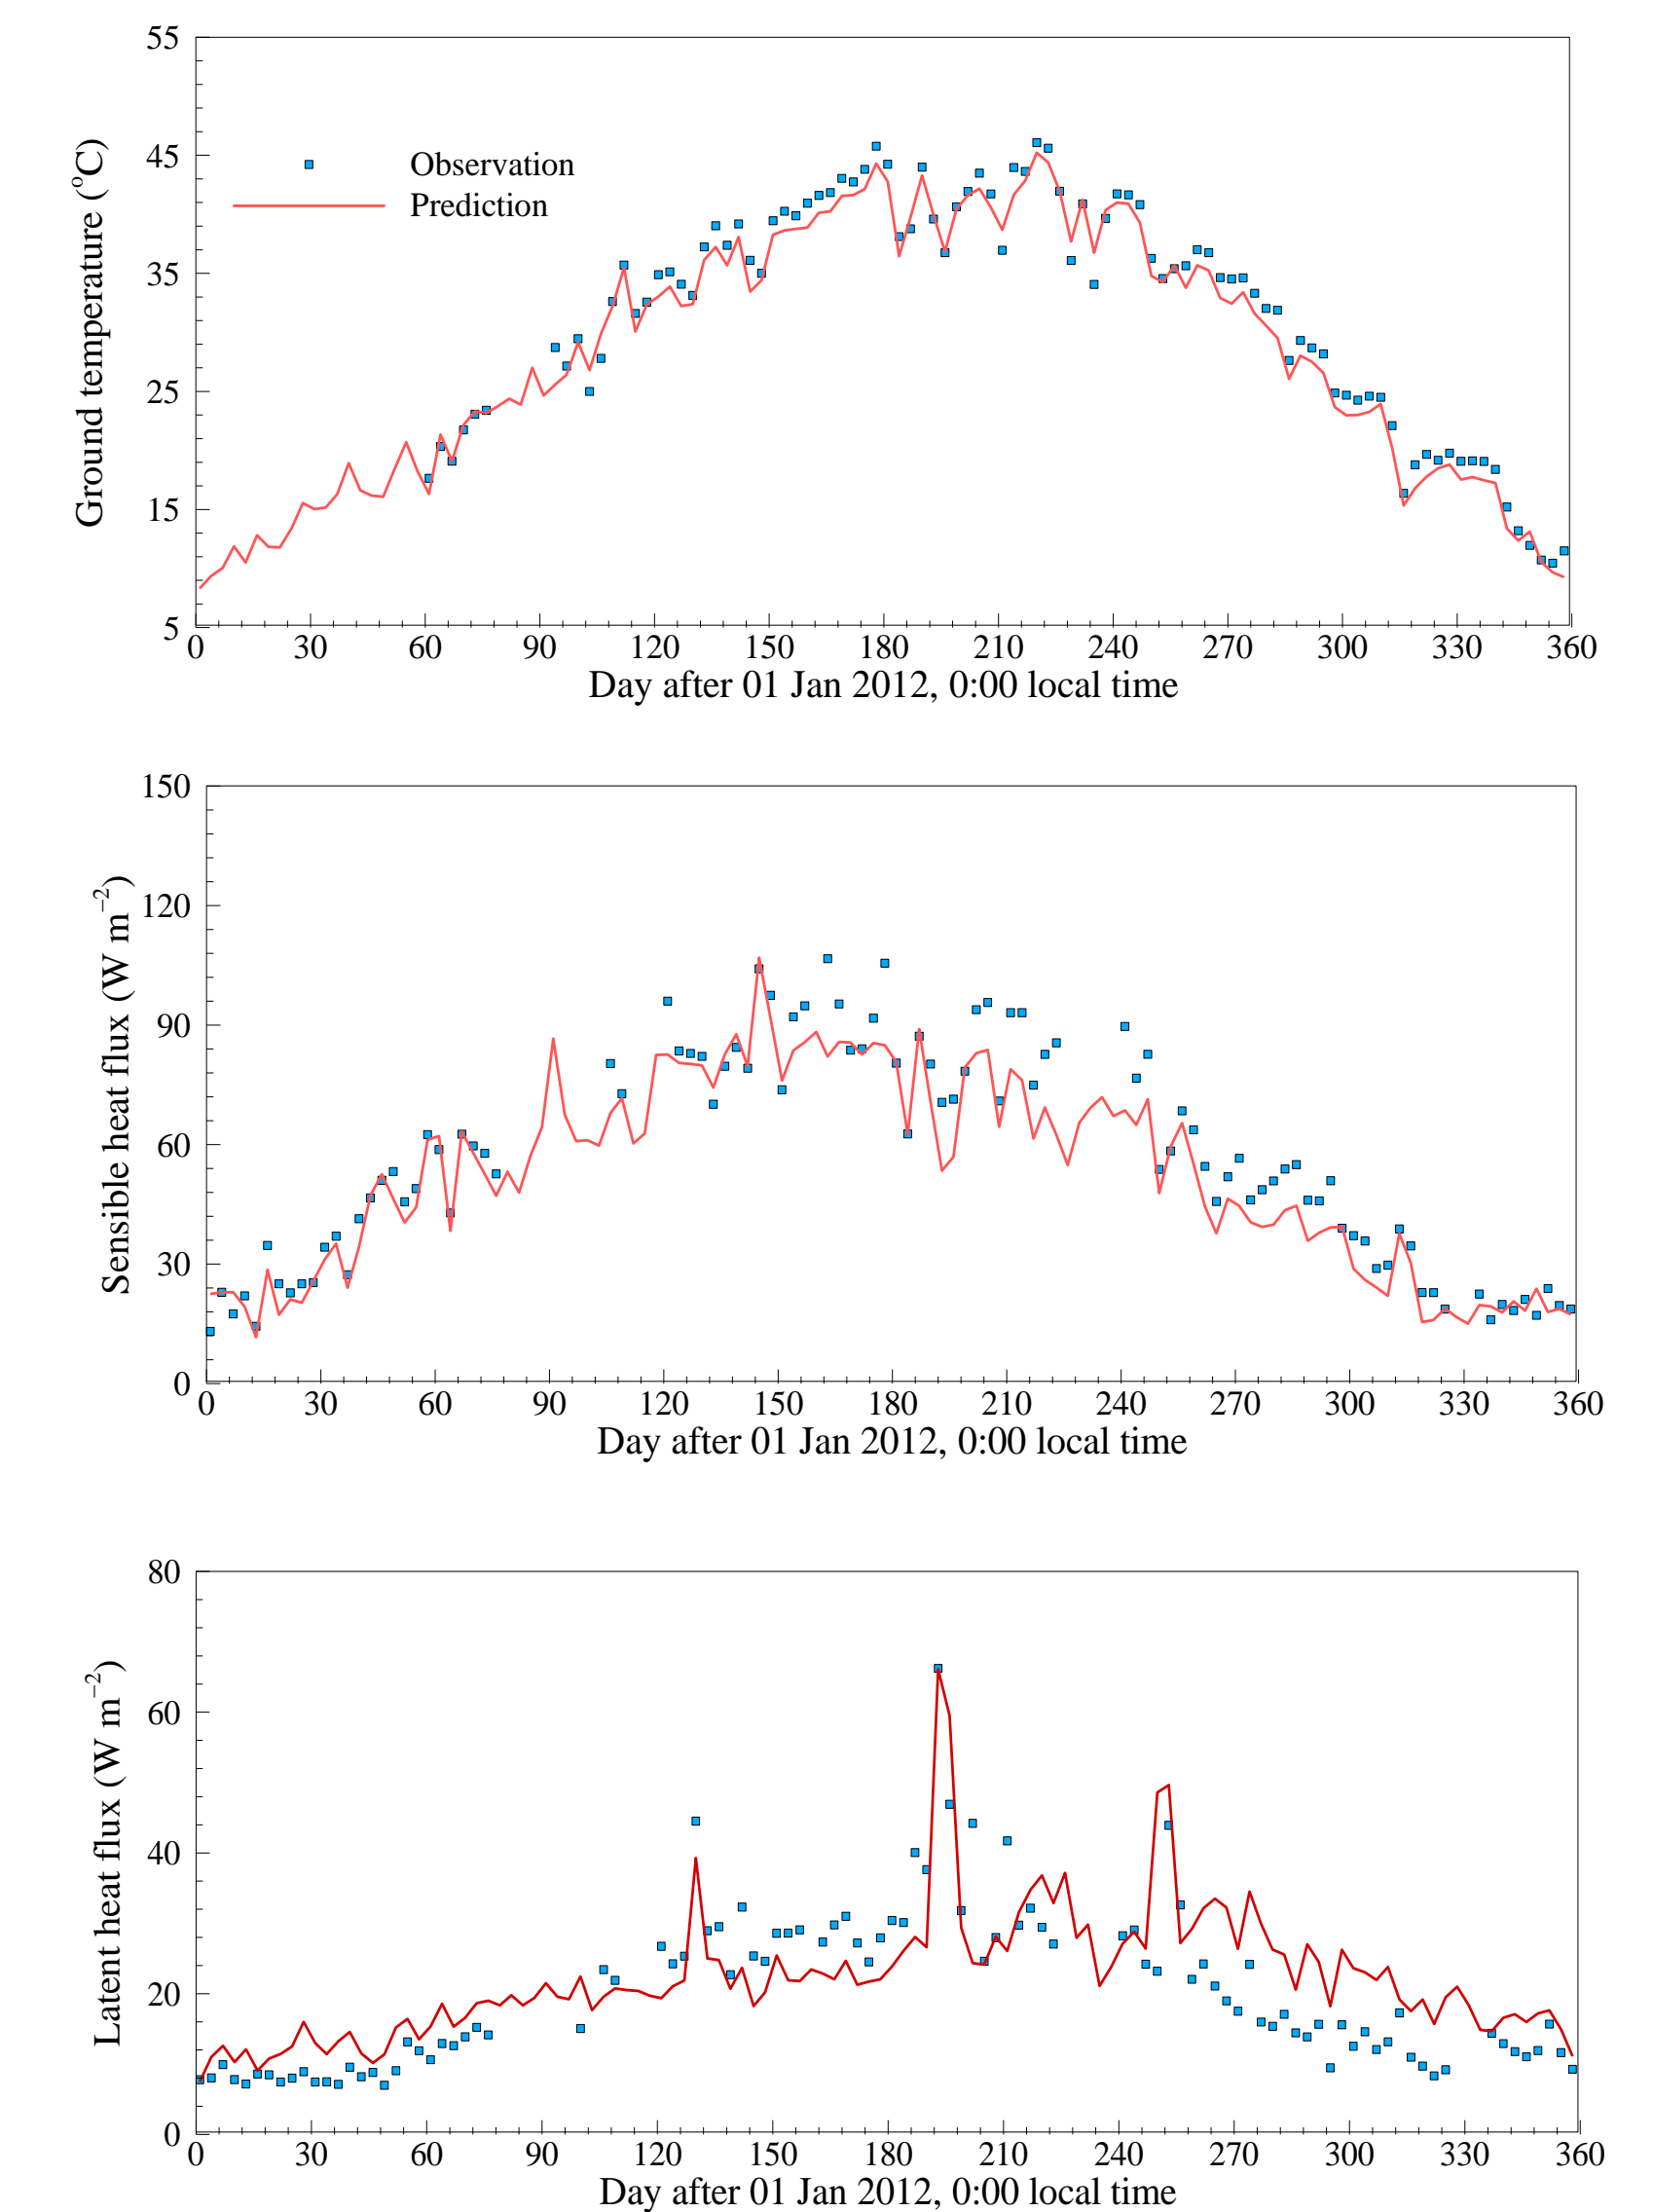 55
45
35
25
15
5
Ground temperature (°C)
Observation
Prediction
0 30 60 90 120 150 180 210 240 270 300 330 360
Day after 01 Jan 2012, 0:00 local time
150
120
90
60
30
0
Sensible heat flux (W m⁻²)
0 30 60 90 120 150 180 210 240 270 300 330 360
Day after 01 Jan 2012, 0:00 local time
80
60
40
20
0
Latent heat flux (W m⁻²)
0 30 60 90 120 150 180 210 240 270 300 330 360
Day after 01 Jan 2012, 0:00 local time